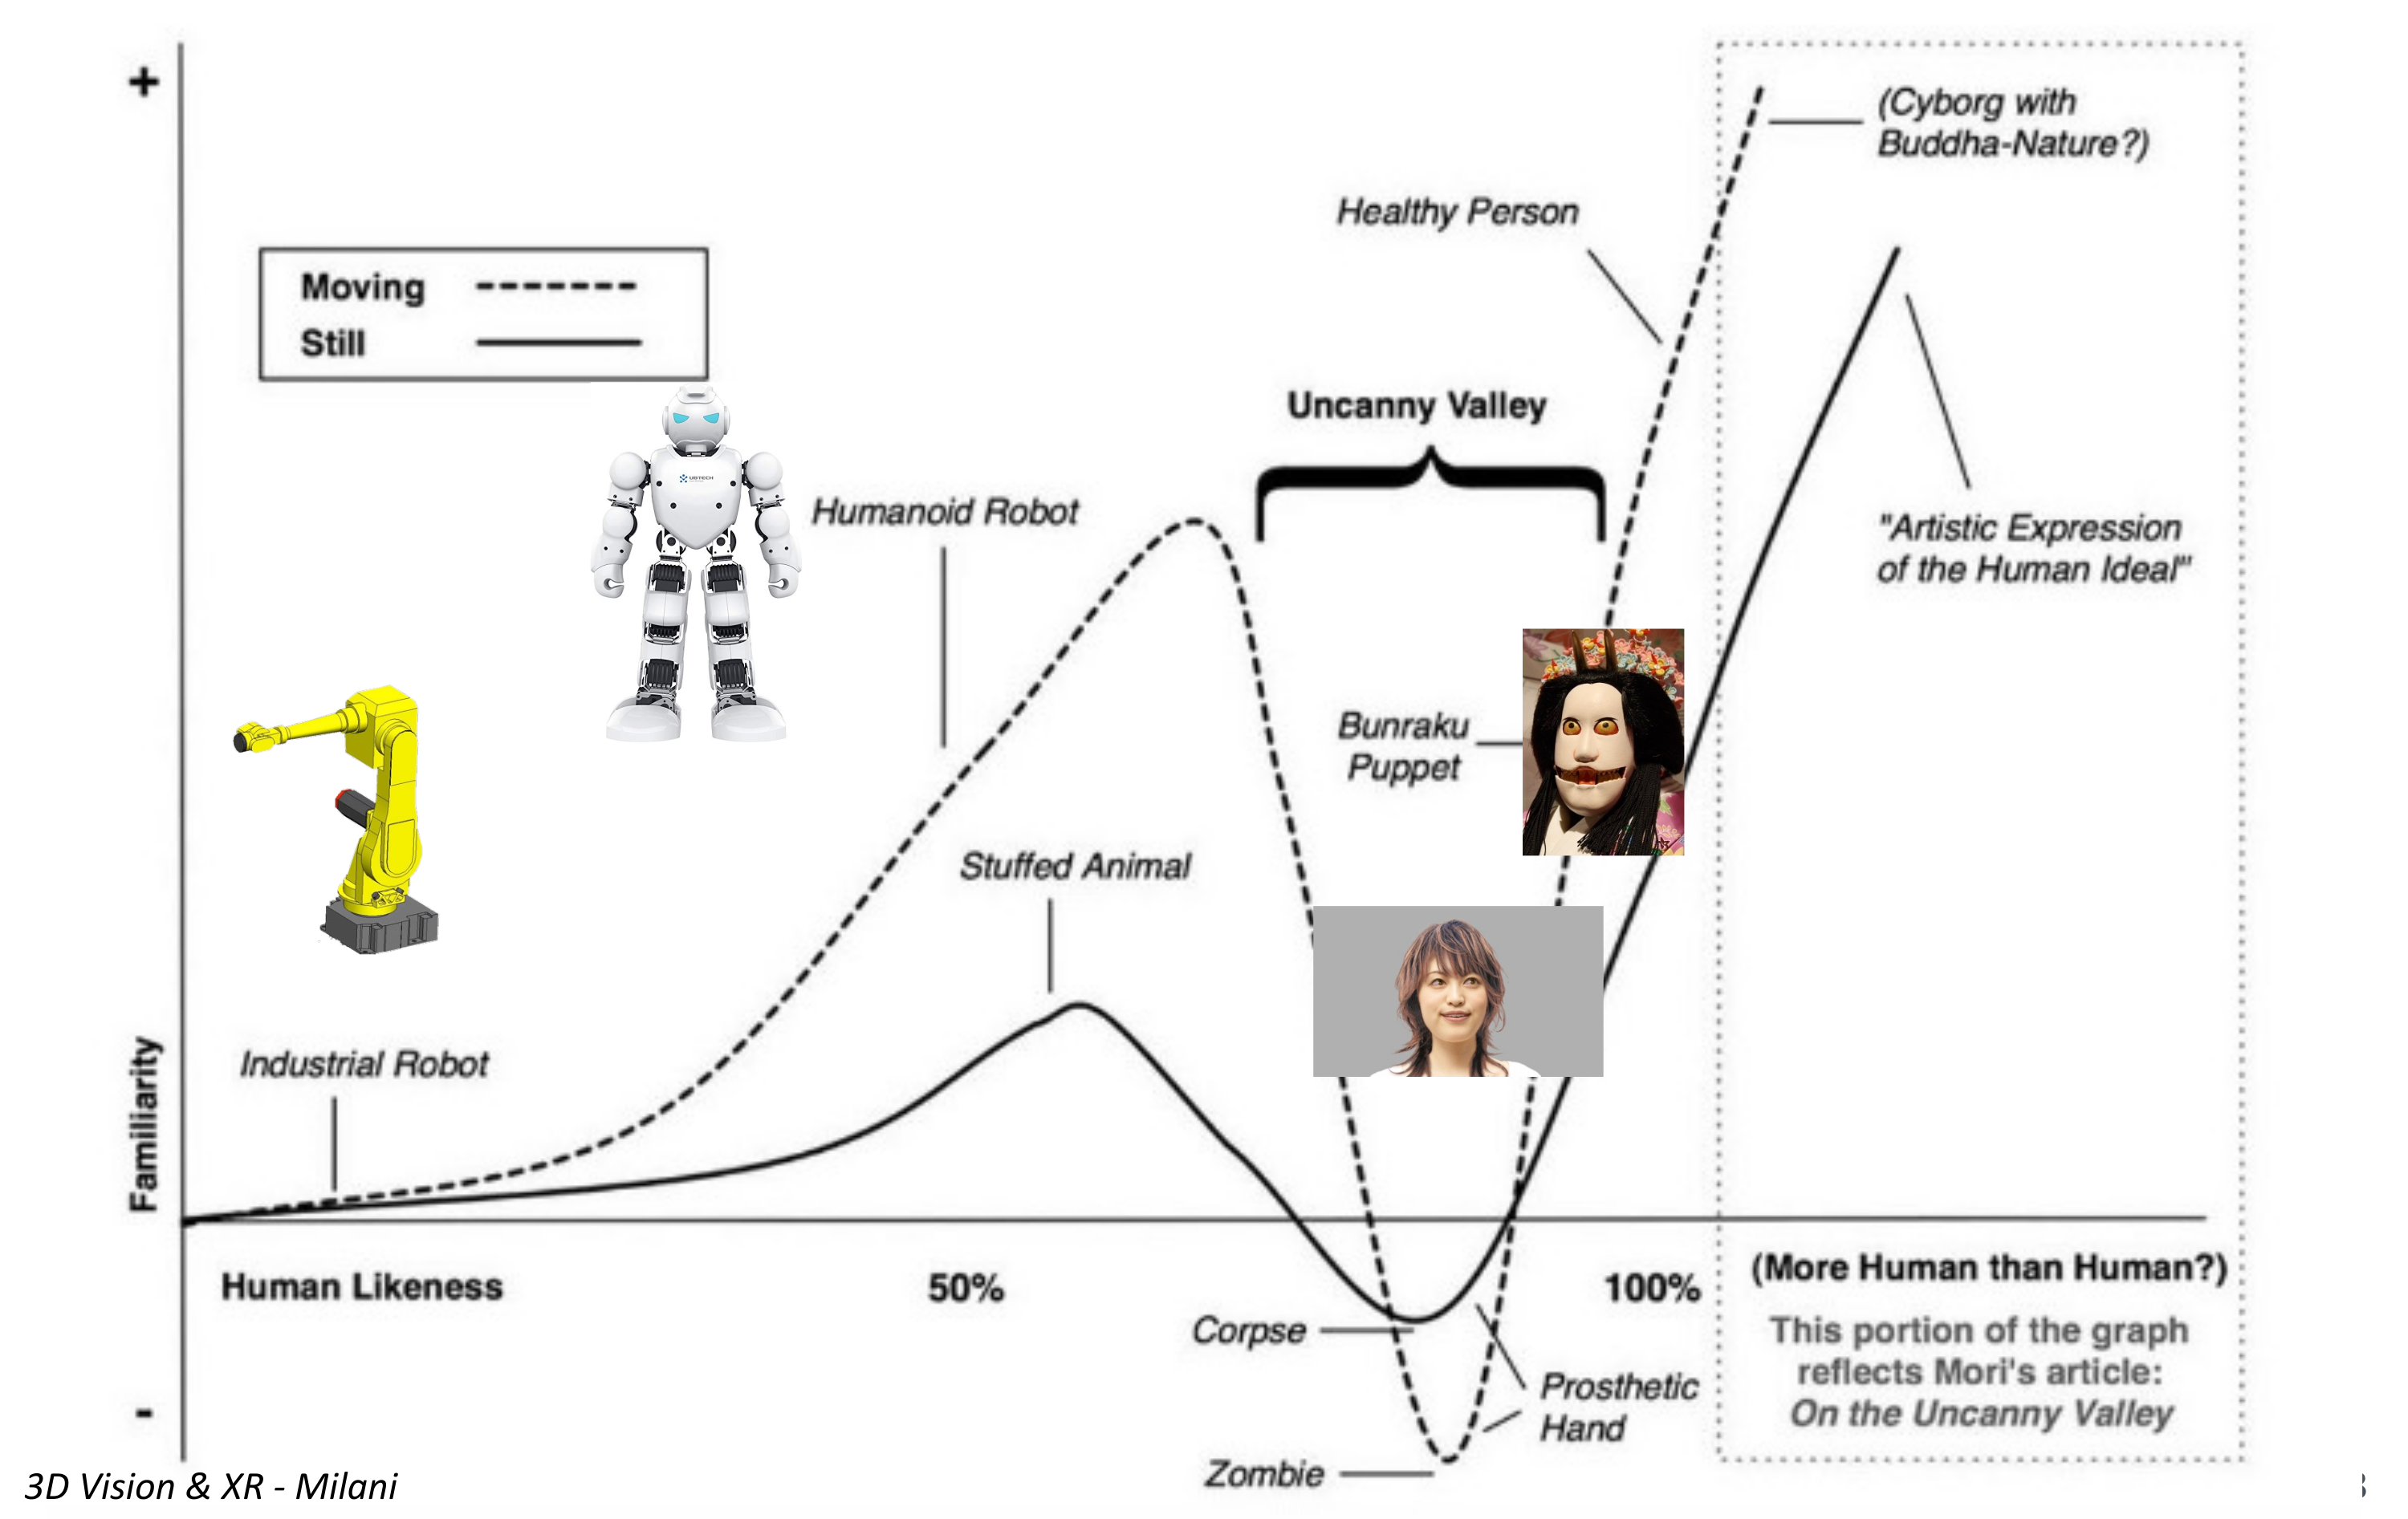 +
(Cyborg with
Buddha-Nature?)
Healthy Person
Moving
Still
Uncanny Valley
UBTECH
Humanoid Robot
"Artistic Expression
of the Human Ideal"
Bunraku
Puppet
Stuffed Animal
Industrial Robot
Familiarity
Human Likeness
50%
100%
(More Human than Human?)
This portion of the graph
reflects Mori's article:
On the Uncanny Valley
Corpse
Prosthetic
Hand
-
Zombie
3D Vision & XR - Milani